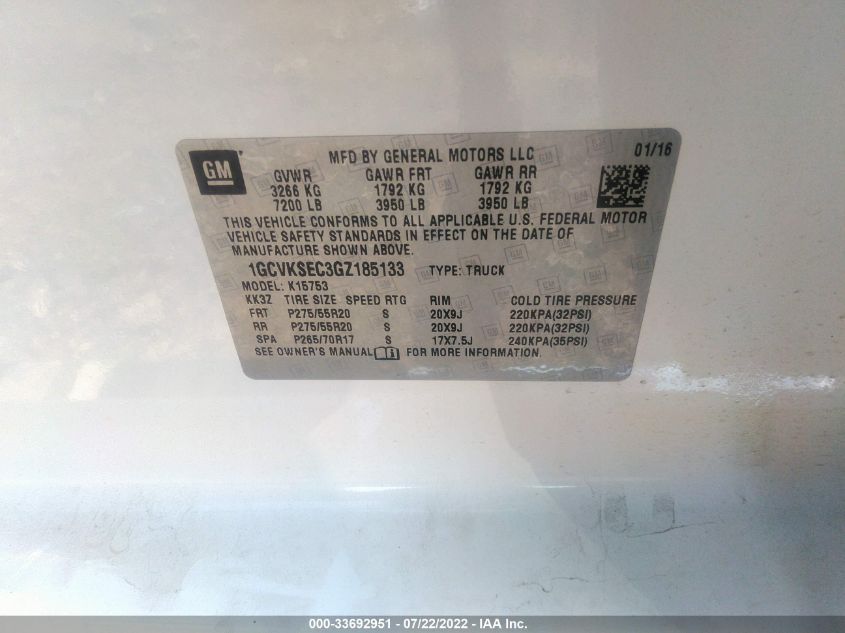 GM
MFD BY GENERAL MOTORS LLC 01/16
GVWR GAWR FRT GAWR RR
3266 KG 1792 KG 1792 KG
7200 LB 3950 LB 3950 LB
THIS VEHICLE CONFORMS TO ALL APPLICABLE U.S. FEDERAL MOTOR
VEHICLE SAFETY STANDARDS IN EFFECT ON THE DATE OF
MANUFACTURE SHOWN ABOVE.
1GCVKSEC3GZ185133 TYPE: TRUCK
MODEL: K15753
KK3Z TIRE SIZE SPEED RTG RIM COLD TIRE PRESSURE
FRT P275/55R20 S 20X9J 220KPA(32PSI)
RR P275/55R20 S 20X9J 220KPA(32PSI)
SPA P265/70R17 S 17X7.5J 240KPA(35PSI)
SEE OWNER'S MANUAL FOR MORE INFORMATION.
000-33692951 - 07/22/2022 - IAA Inc.